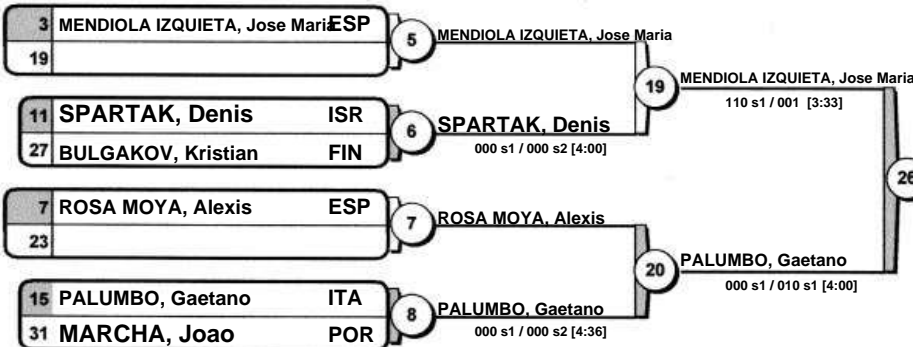 3 MENDIOLA IZQUIETA, Jose Maria ESP
19
5
MENDIOLA IZQUIETA, Jose Maria
11 SPARTAK, Denis ISR
27 BULGAKOV, Kristian FIN
6
SPARTAK, Denis
000 s1 / 000 s2 [4:00]
19
MENDIOLA IZQUIETA, Jose Maria
110 s1 / 001 [3:33]
7 ROSA MOYA, Alexis ESP
23
7
ROSA MOYA, Alexis
15 PALUMBO, Gaetano ITA
31 MARCHA, Joao POR
8
PALUMBO, Gaetano
000 s1 / 000 s2 [4:36]
20
PALUMBO, Gaetano
000 s1 / 010 s1 [4:00]
26